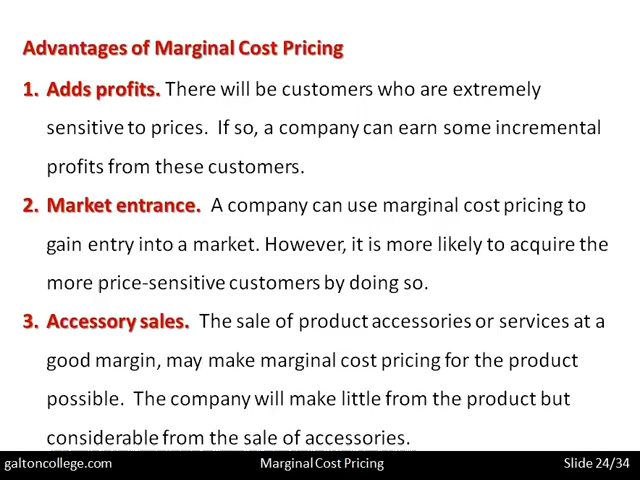 Advantages of Marginal Cost Pricing
1. Adds profits. There will be customers who are extremely
sensitive to prices. If so, a company can earn some incremental
profits from these customers.
2. Market entrance. A company can use marginal cost pricing to
gain entry into a market. However, it is more likely to acquire the
more price-sensitive customers by doing so.
3. Accessory sales. The sale of product accessories or services at a
good margin, may make marginal cost pricing for the product
possible. The company will make little from the product but
considerable from the sale of accessories.
galtoncollege.com Marginal Cost Pricing Slide 24/34